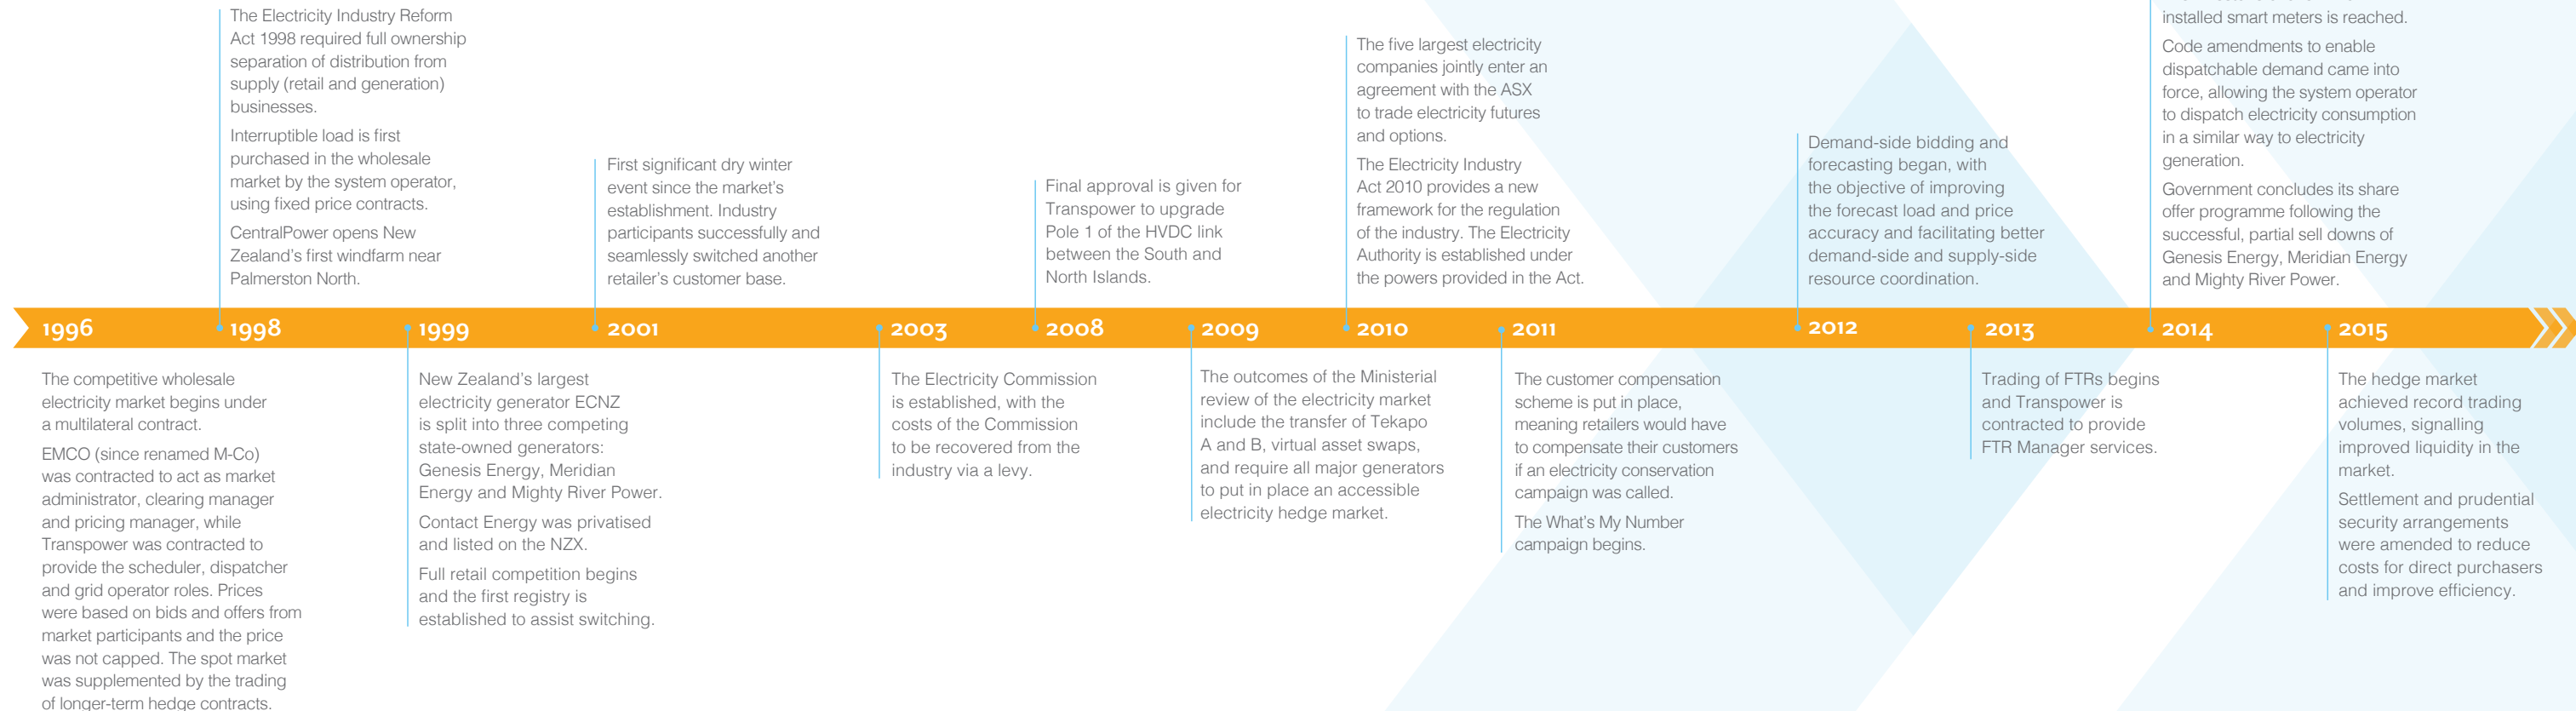 The Electricity Industry Reform
Act 1998 required full ownership
separation of distribution from
supply (retail and generation)
businesses.
Interruptible load is first
purchased in the wholesale
market by the system operator,
using fixed price contracts.
CentralPower opens New
Zealand's first windfarm near
Palmerston North.
First significant dry winter
event since the market's
establishment. Industry
participants successfully and
seamlessly switched another
retailer's customer base.
Final approval is given for
Transpower to upgrade
Pole 1 of the HVDC link
between the South and
North Islands.
The five largest electricity
companies jointly enter an
agreement with the ASX
to trade electricity futures
and options.
The Electricity Industry
Act 2010 provides a new
framework for the regulation
of the industry. The Electricity
Authority is established under
the powers provided in the Act.
Demand-side bidding and
forecasting began, with
the objective of improving
the forecast load and price
accuracy and facilitating better
demand-side and supply-side
resource coordination.
installed smart meters is reached.
Code amendments to enable
dispatchable demand came into
force, allowing the system operator
to dispatch electricity consumption
in a similar way to electricity
generation.
Government concludes its share
offer programme following the
successful, partial sell downs of
Genesis Energy, Meridian Energy
and Mighty River Power.
1996 1998 1999 2001 2003 2008 2009 2010 2011 2012 2013 2014 2015
The competitive wholesale
electricity market begins under
a multilateral contract.
EMCO (since renamed M-Co)
was contracted to act as market
administrator, clearing manager
and pricing manager, while
Transpower was contracted to
provide the scheduler, dispatcher
and grid operator roles. Prices
were based on bids and offers from
market participants and the price
was not capped. The spot market
was supplemented by the trading
of longer-term hedge contracts.
New Zealand's largest
electricity generator ECNZ
is split into three competing
state-owned generators:
Genesis Energy, Meridian
Energy and Mighty River Power.
Contact Energy was privatised
and listed on the NZX.
Full retail competition begins
and the first registry is
established to assist switching.
The Electricity Commission
is established, with the
costs of the Commission
to be recovered from the
industry via a levy.
The outcomes of the Ministerial
review of the electricity market
include the transfer of Tekapo
A and B, virtual asset swaps,
and require all major generators
to put in place an accessible
electricity hedge market.
The customer compensation
scheme is put in place,
meaning retailers would have
to compensate their customers
if an electricity conservation
campaign was called.
The What's My Number
campaign begins.
Trading of FTRs begins
and Transpower is
contracted to provide
FTR Manager services.
The hedge market
achieved record trading
volumes, signalling
improved liquidity in the
market.
Settlement and prudential
security arrangements
were amended to reduce
costs for direct purchasers
and improve efficiency.